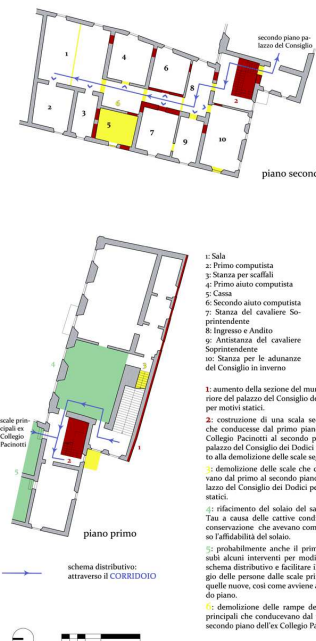 secondo piano pa-
lazzo del Consiglio
1
4
6
8
2
2
3
5
6
7
9
10
piano second
1: Sala
2: Primo computista
3: Stanza per scaffali
4: Primo aiuto computista
5: Cassa
6: Secondo aiuto computista
7: Stanza del cavaliere So-
printendente
8: Ingresso e Andito
9: Antistanza del cavaliere
Soprintendente
10: Stanza per le adunanze
del Consiglio in inverno
4
3
scale prin-
cipali ex
Collegio
Pacinotti
2
1
5
piano primo
1: aumento della sezione del mur
riore del palazzo del Consiglio de
per motivi statici.
2: costruzione di una scala se
che conducesse dal primo pian
Collegio Pacinotti al secondo p
palazzo del Consiglio dei Dodici
to alla demolizione delle scale se
3: demolizione delle scale che c
vano dal primo al secondo piano
lazzo del Consiglio dei Dodici pe
statici.
4: rifacimento del solaio del sa
Tau a causa delle cattive cond
conservazione che avevano com
so l'affidabilità del solaio.
5: probabilmente anche il prim
subì alcuni interventi per modi
schema distributivo e facilitare i
gio delle persone dalle scale pri
quelle nuove, così come avviene a
do piano.
6: demolizione delle rampe de
principali che conducevano dal
secondo piano dell'ex Collegio Pa
schema distributivo:
attraverso il CORRIDOIO